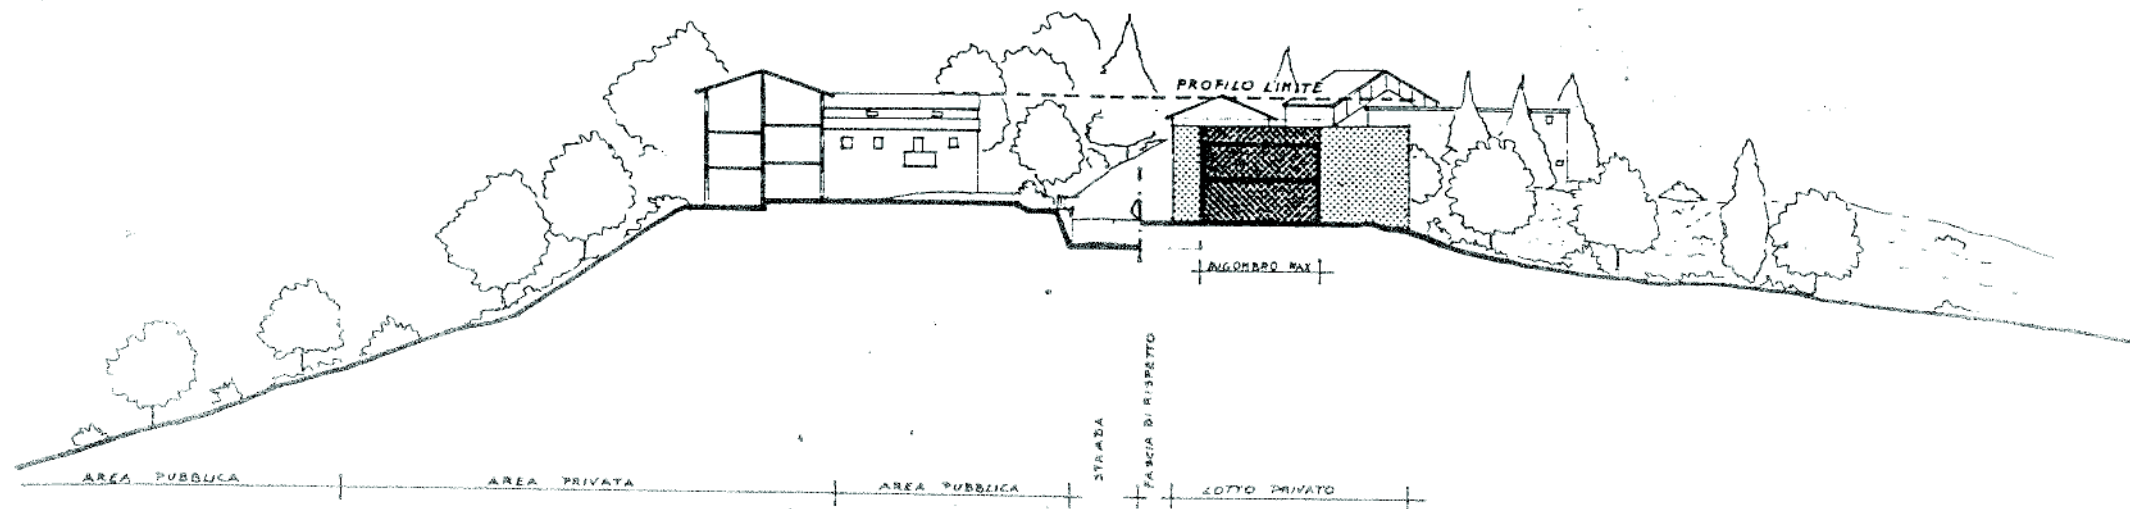 PROFILO LIMITE
INGOMBRO MAX
FASCIA DI RISPETTO
STRADA
AREA PUBBLICA
AREA PRIVATA
AREA PUBBLICA
LOTTO PRIVATO